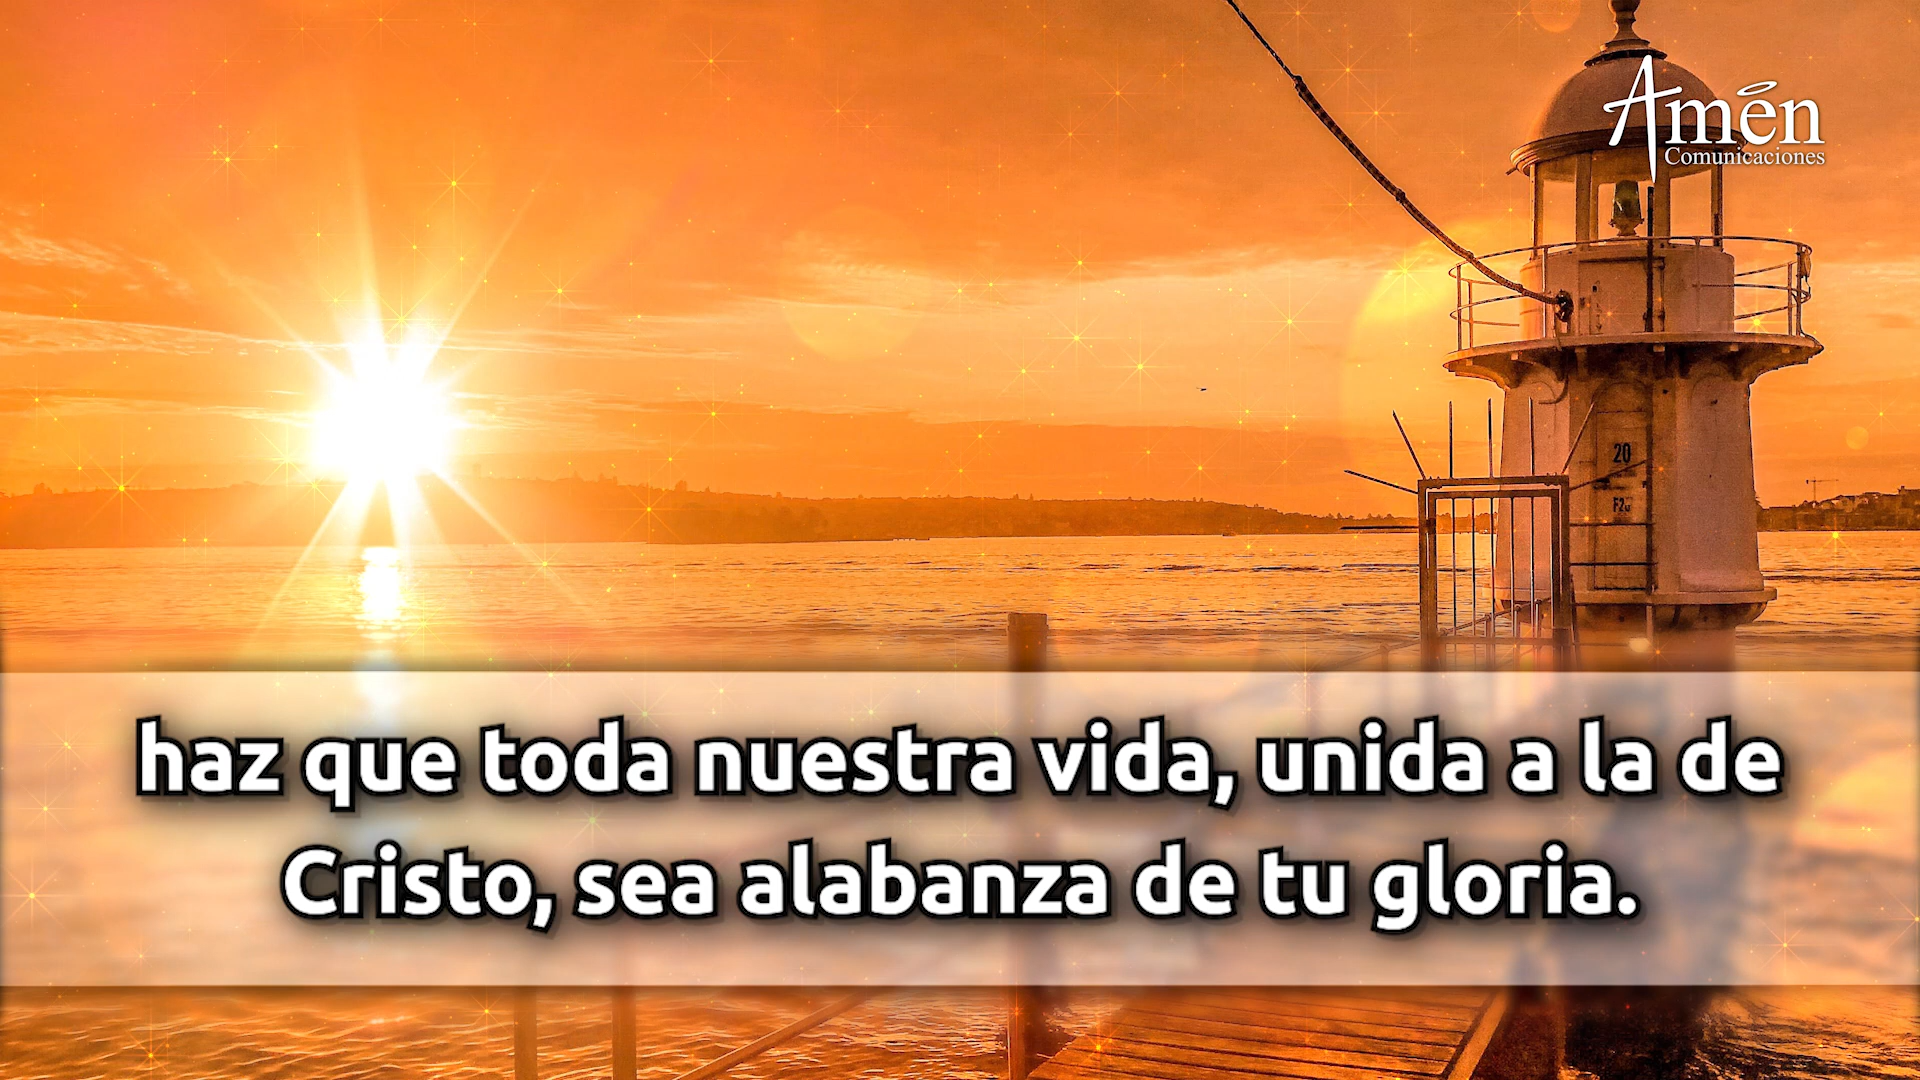 Amén
Comunicaciones
20
haz que toda nuestra vida, unida a la de
Cristo, sea alabanza de tu gloria.